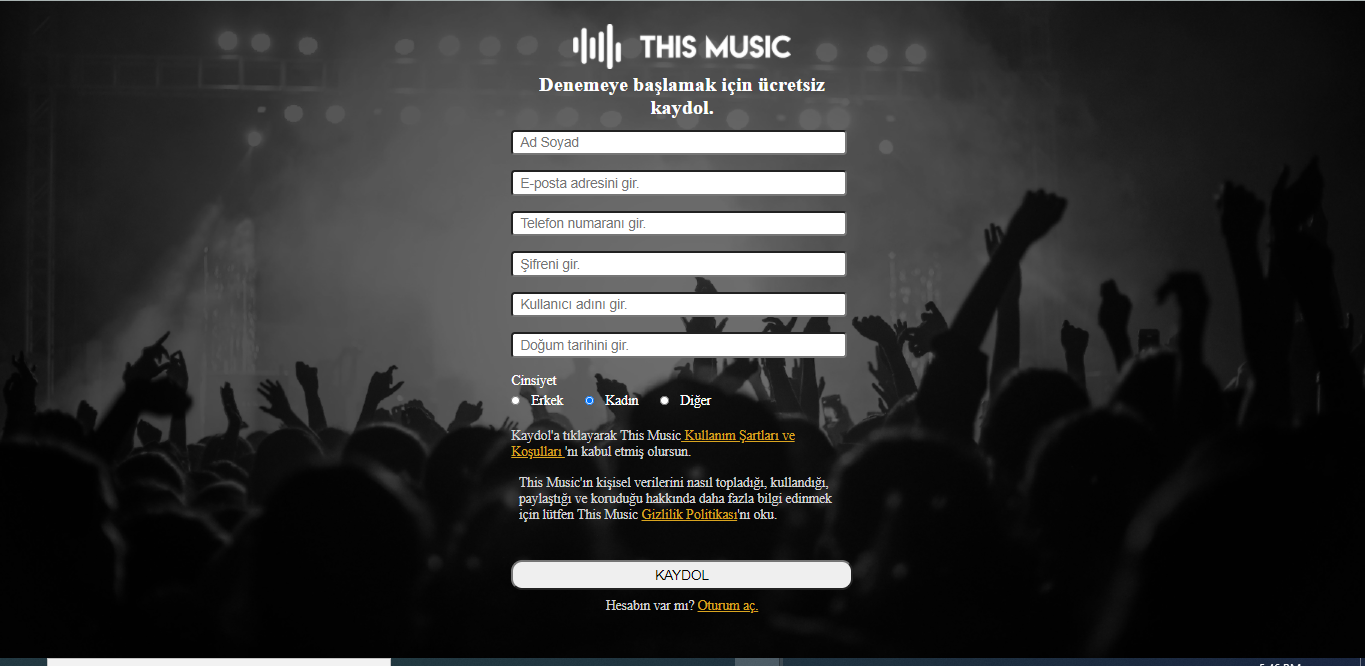 THIS MUSIC
Denemeye başlamak için ücretsiz
kaydol.
Ad Soyad
E-posta adresini gir.
Telefon numaranı gir.
Şifreni gir.
Kullanıcı adını gir.
Doğum tarihini gir.
Cinsiyet
Erkek Kadın Diğer
Kaydol'a tıklayarak This Music Kullanım Şartları ve
Koşulları 'nı kabul etmiş olursun.
This Music'ın kişisel verilerini nasıl topladığı, kullandığı,
paylaştığı ve koruduğu hakkında daha fazla bilgi edinmek
için lütfen This Music Gizlilik Politikası'nı oku.
KAYDOL
Hesabın var mı? Oturum aç.